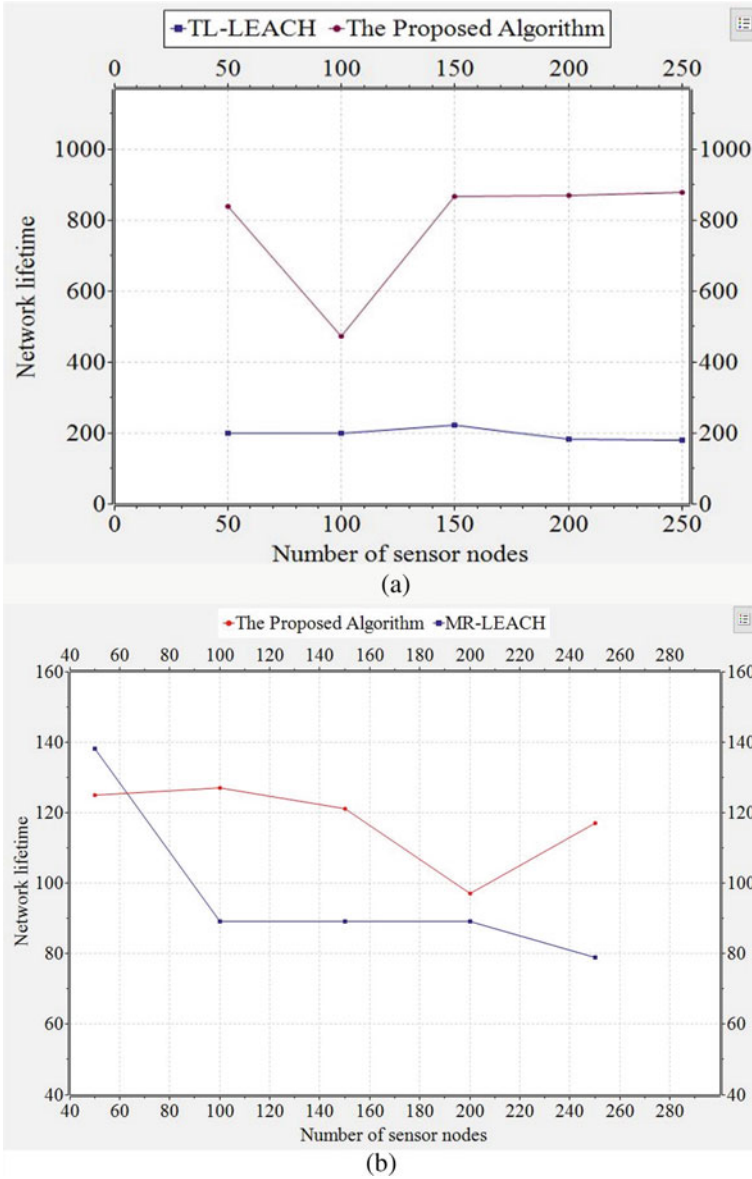 TL-LEACH The Proposed Algorithm
0 50 100 150 200 250
1000 1000
800 800
600 600
400 400
200 200
0 0
Network lifetime
0 50 100 150 200 250
Number of sensor nodes
(a)
The Proposed Algorithm MR-LEACH
40 60 80 100 120 140 160 180 200 220 240 260 280
160 160
140 140
120 120
100 100
80 80
60 60
40 40
Network lifetime
40 60 80 100 120 140 160 180 200 220 240 260 280
Number of sensor nodes
(b)